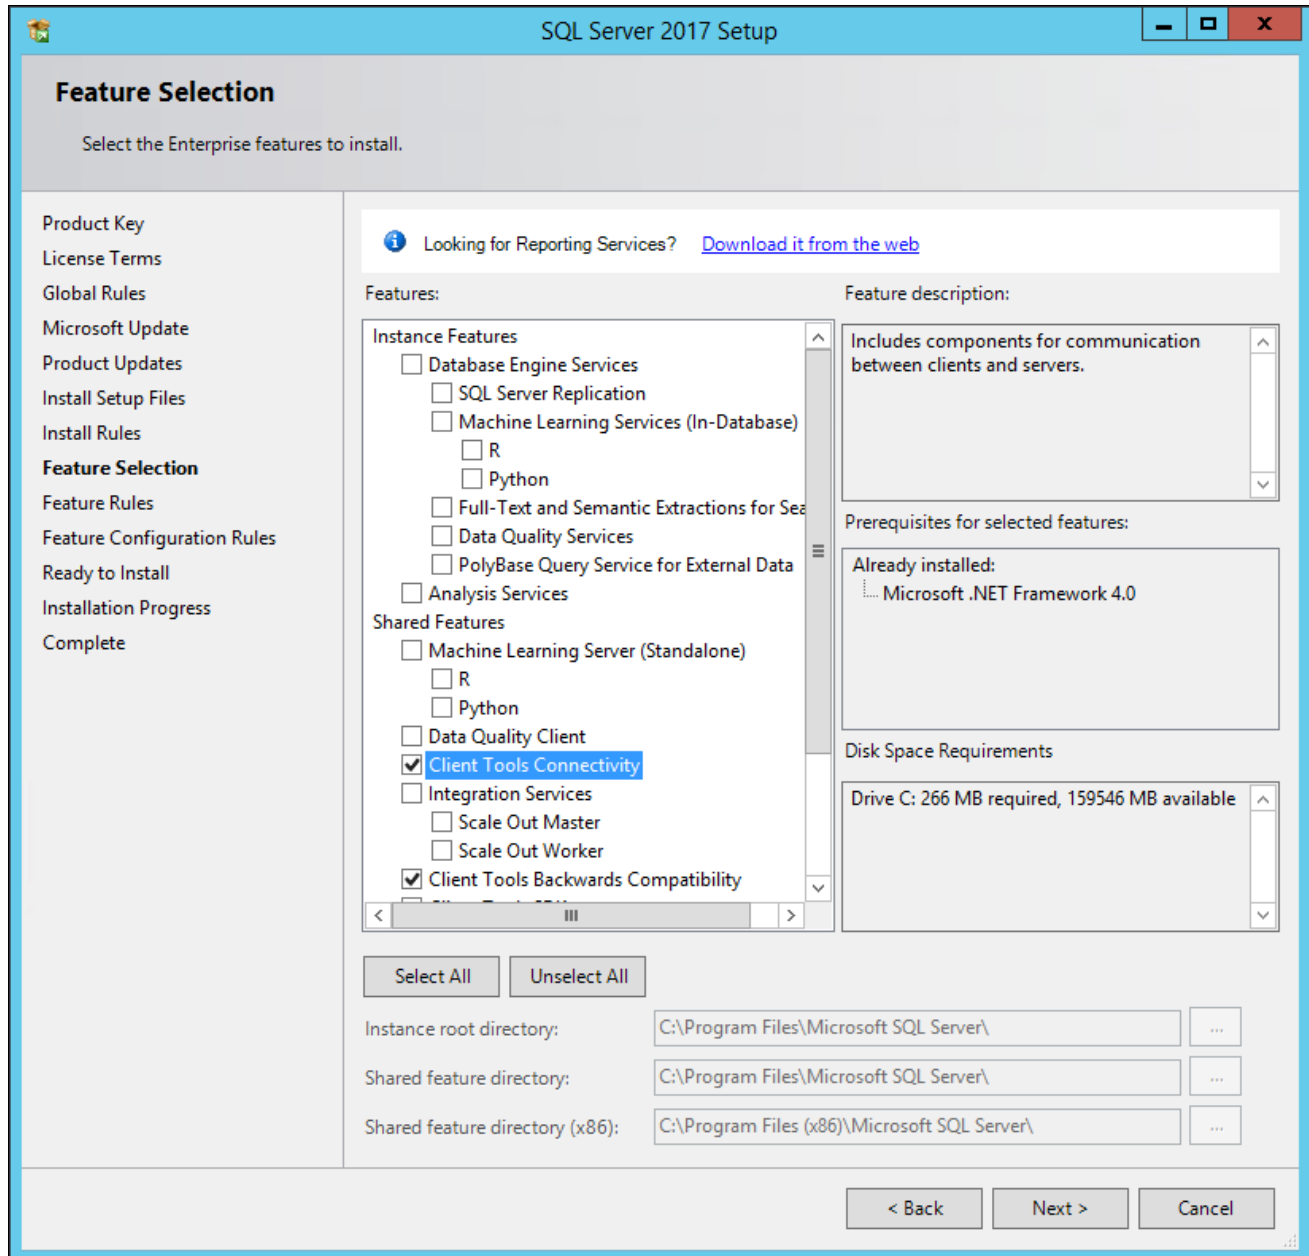 SQL Server 2017 Setup
Feature Selection
Select the Enterprise features to install.
Product Key
License Terms
Global Rules
Microsoft Update
Product Updates
Install Setup Files
Install Rules
Feature Selection
Feature Rules
Feature Configuration Rules
Ready to Install
Installation Progress
Complete
Looking for Reporting Services? Download it from the web
Features:
Instance Features
Database Engine Services
SQL Server Replication
Machine Learning Services (In-Database)
R
Python
Full-Text and Semantic Extractions for Sea
Data Quality Services
PolyBase Query Service for External Data
Analysis Services
Shared Features
Machine Learning Server (Standalone)
R
Python
Data Quality Client
Client Tools Connectivity
Integration Services
Scale Out Master
Scale Out Worker
Client Tools Backwards Compatibility
Feature description:
Includes components for communication
between clients and servers.
Prerequisites for selected features:
Already installed:
Microsoft .NET Framework 4.0
Disk Space Requirements
Drive C: 266 MB required, 159546 MB available
Select All
Unselect All
Instance root directory: C:\Program Files\Microsoft SQL Server\ ...
Shared feature directory: C:\Program Files\Microsoft SQL Server\ ...
Shared feature directory (x86): C:\Program Files (x86)\Microsoft SQL Server\ ...
< Back
Next >
Cancel